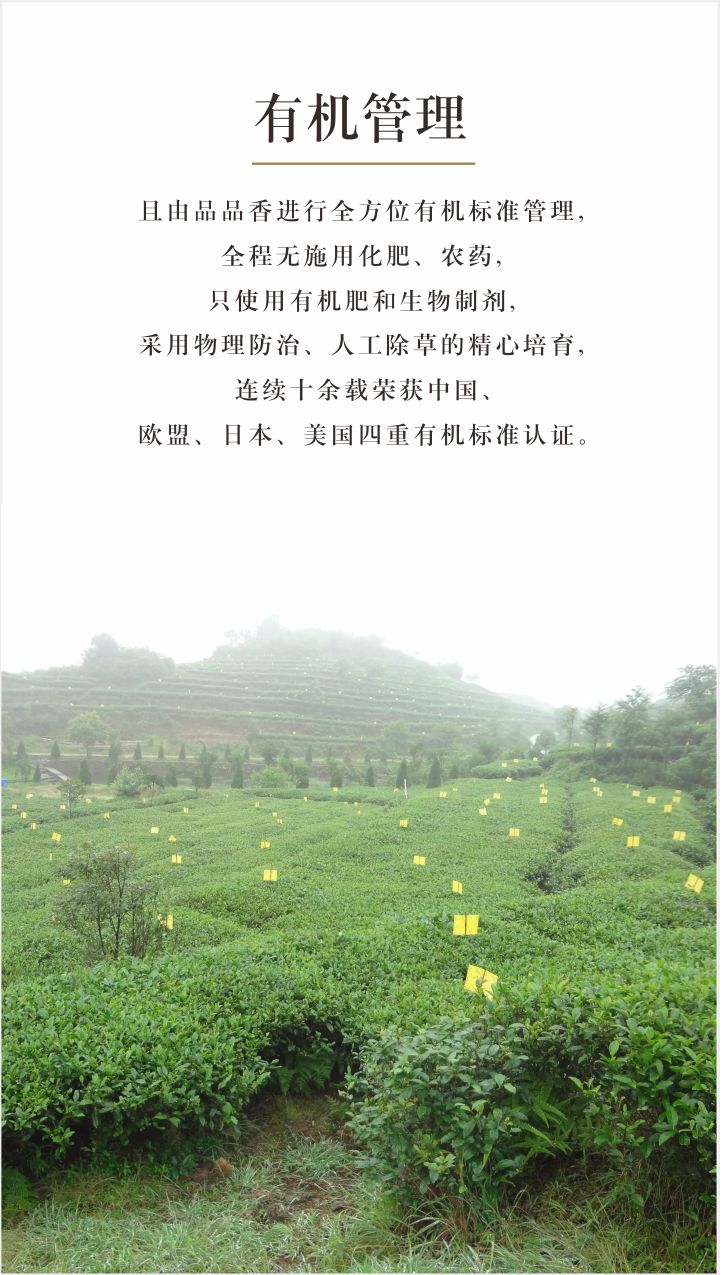 有机管理
且由品品香进行全方位有机标准管理,
全程无施用化肥、农药,
只使用有机肥和生物制剂,
采用物理防治、人工除草的精心培育,
连续十余载荣获中国、
欧盟、日本、美国四重有机标准认证。